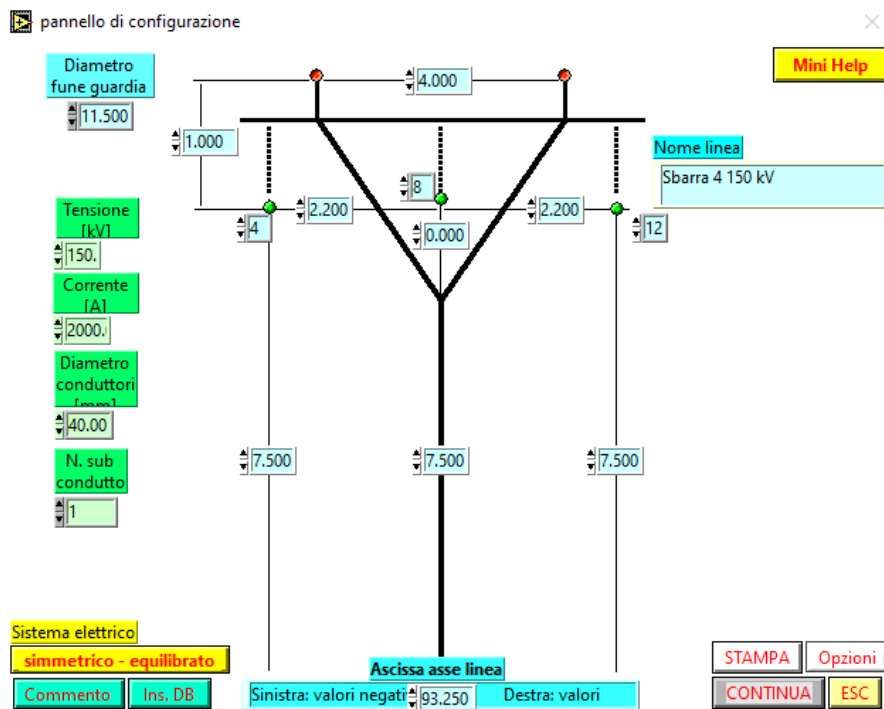 pannello di configurazione
Diametro
fune guardia
11.500
4.000
Mini Help
1.000
Nome linea
Sbarra 4 150 kV
8
Tensione
[kV]
150.
4
2.200
0.000
2.200
12
Corrente
[A]
2000.
Diametro
conduttori
[mm]
40.00
N. sub
condutto
1
7.500
7.500
7.500
Sistema elettrico
simmetrico - equilibrato
Commento
Ins. DB
Ascissa asse linea
Sinistra: valori negati
93.250
Destra: valori
STAMPA
Opzioni
CONTINUA
ESC